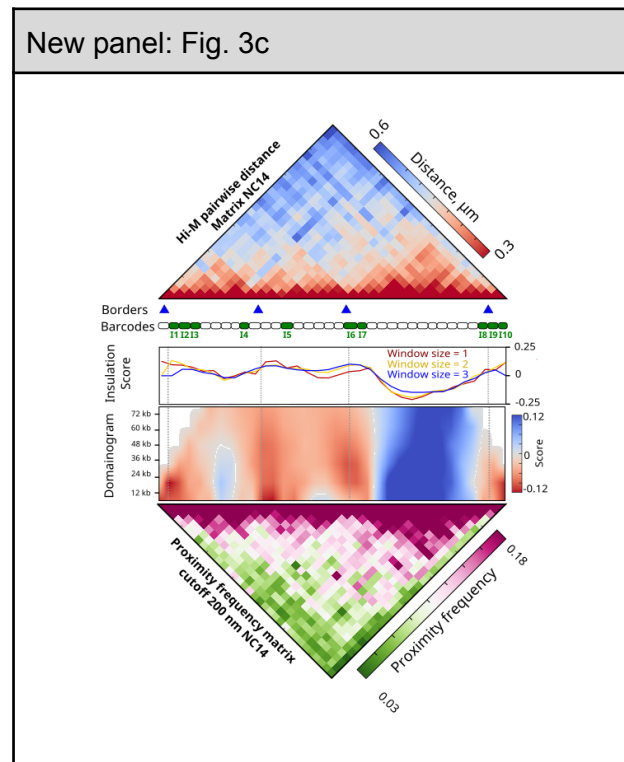 New panel: Fig. 3c
Hi-M pairwise distance
Matrix NC14
0.6
Distance, μm
0.3
Borders
Barcodes
I1 I2 I3 I4 I5 I6 I7 I8 I9 I10
Insulation
Score
Window size = 1
Window size = 2
Window size = 3
0.25
0
-0.25
Domainogram
72 kb
60 kb
48 kb
36 kb
24 kb
12 kb
0.12
0
-0.12
Score
Proximity frequency matrix
cutoff 200 nm NC14
0.18
Proximity frequency
0.03